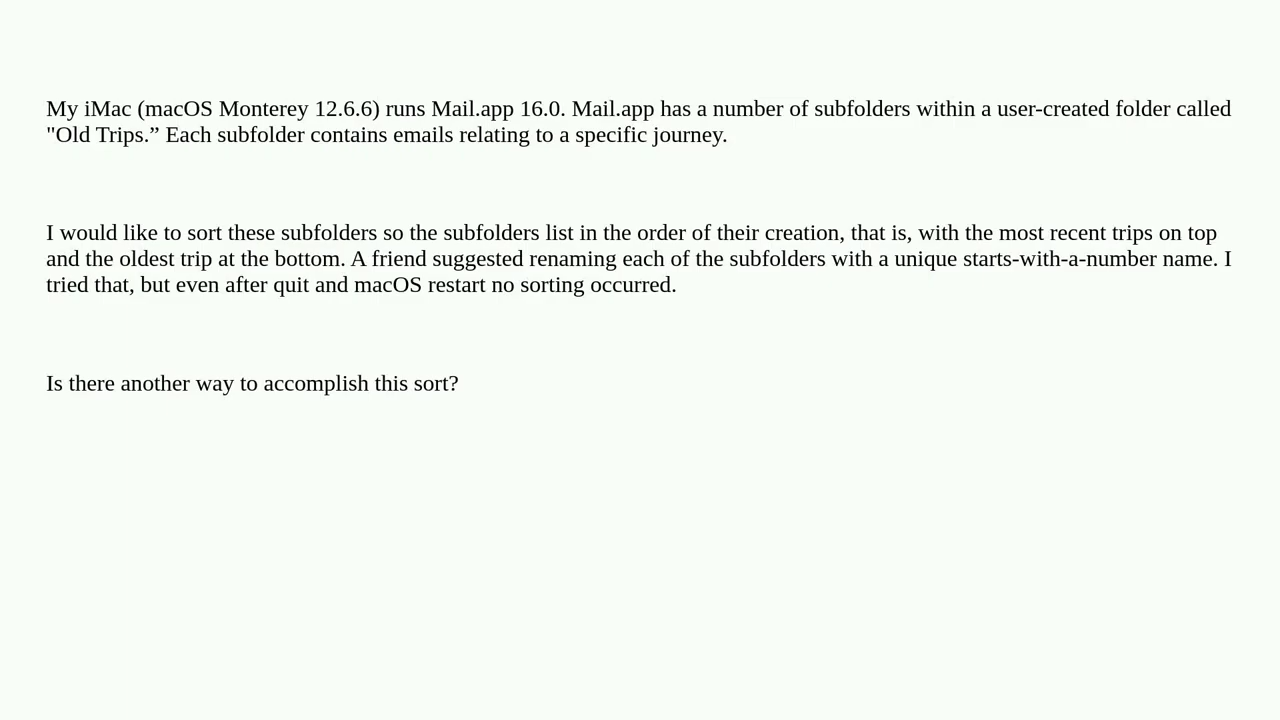 My iMac (macOS Monterey 12.6.6) runs Mail.app 16.0. Mail.app has a number of subfolders within a user-created folder called
"Old Trips.” Each subfolder contains emails relating to a specific journey.
I would like to sort these subfolders so the subfolders list in the order of their creation, that is, with the most recent trips on top
and the oldest trip at the bottom. A friend suggested renaming each of the subfolders with a unique starts-with-a-number name. I
tried that, but even after quit and macOS restart no sorting occurred.
Is there another way to accomplish this sort?